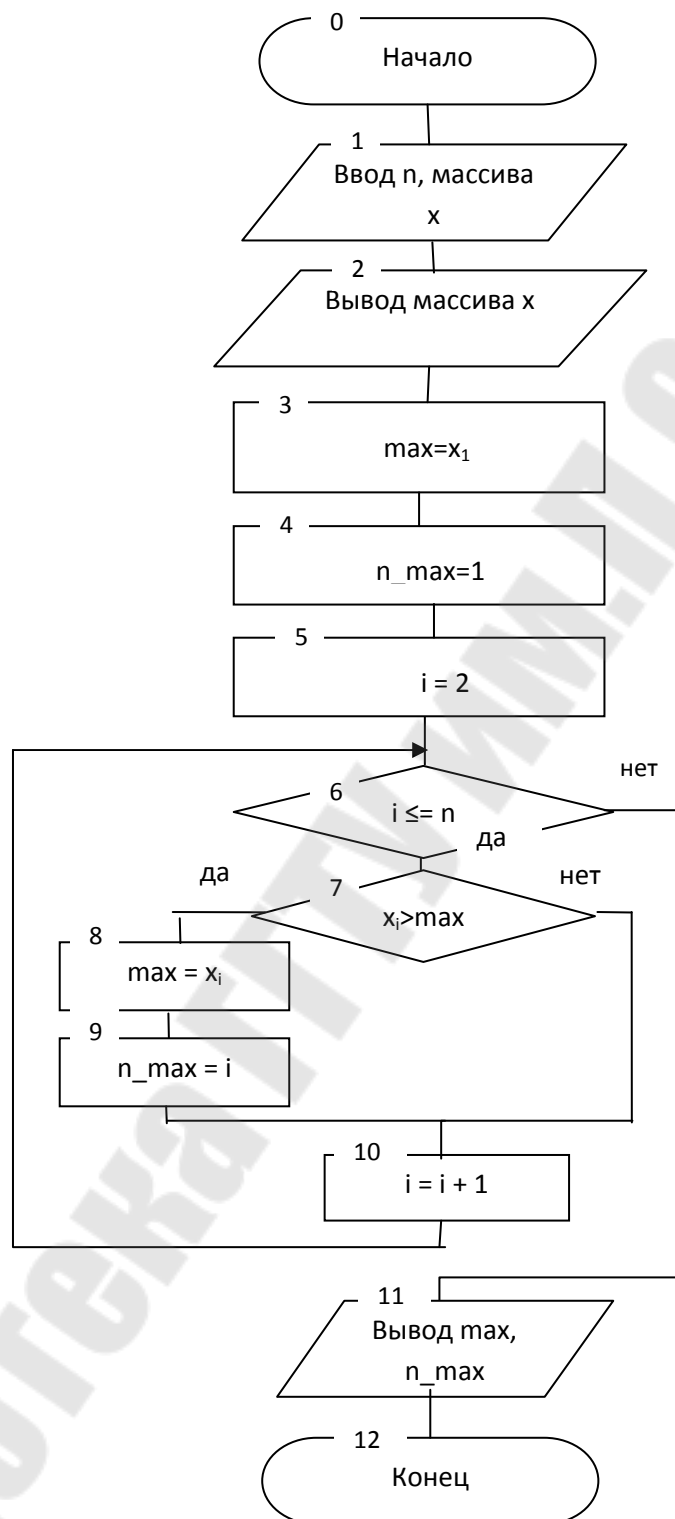 0
Начало
1
Ввод n, массива
x
2
Вывод массива x
3
max=x₁
4
n_max=1
5
i = 2
нет
6
i ≤= n
да
да
7
нет
xᵢ>max
8
max = xᵢ
9
n_max = i
10
i = i + 1
11
Вывод max,
n_max
12
Конец